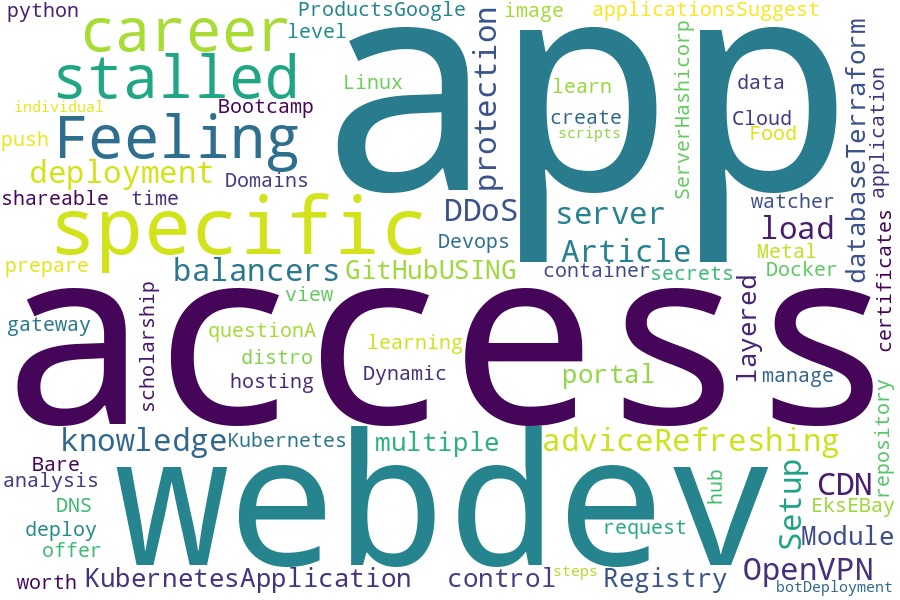 python
ProductsGoogle
image
applicationsSuggest
career
level
app
protection
ServerHashicorp
databaseTerraform
stalled
Linux
learn
data
application
individual
Bootcamp
create
Cloud
scripts
Food
push
Feeling
deployment
Domains
shareable
time
specific
DDoS
server
watcher
load
Devops
Article
Metal
certificates
prepare
balancers
GitHubUSING
container
secrets
Docker
scholarship
view
access
layered
gateway
questionA
learning
distro
hosting
Dynamic
portal
manage
repository
knowledge
Kubernetes
multiple
adviceRefreshing
Bare
webdev
hub
Setup
CDN
analysis
DNS
EksEBay
deploy
request
Module
offer
worth
KubernetesApplication
control
steps
Registry
OpenVPN
botDeployment